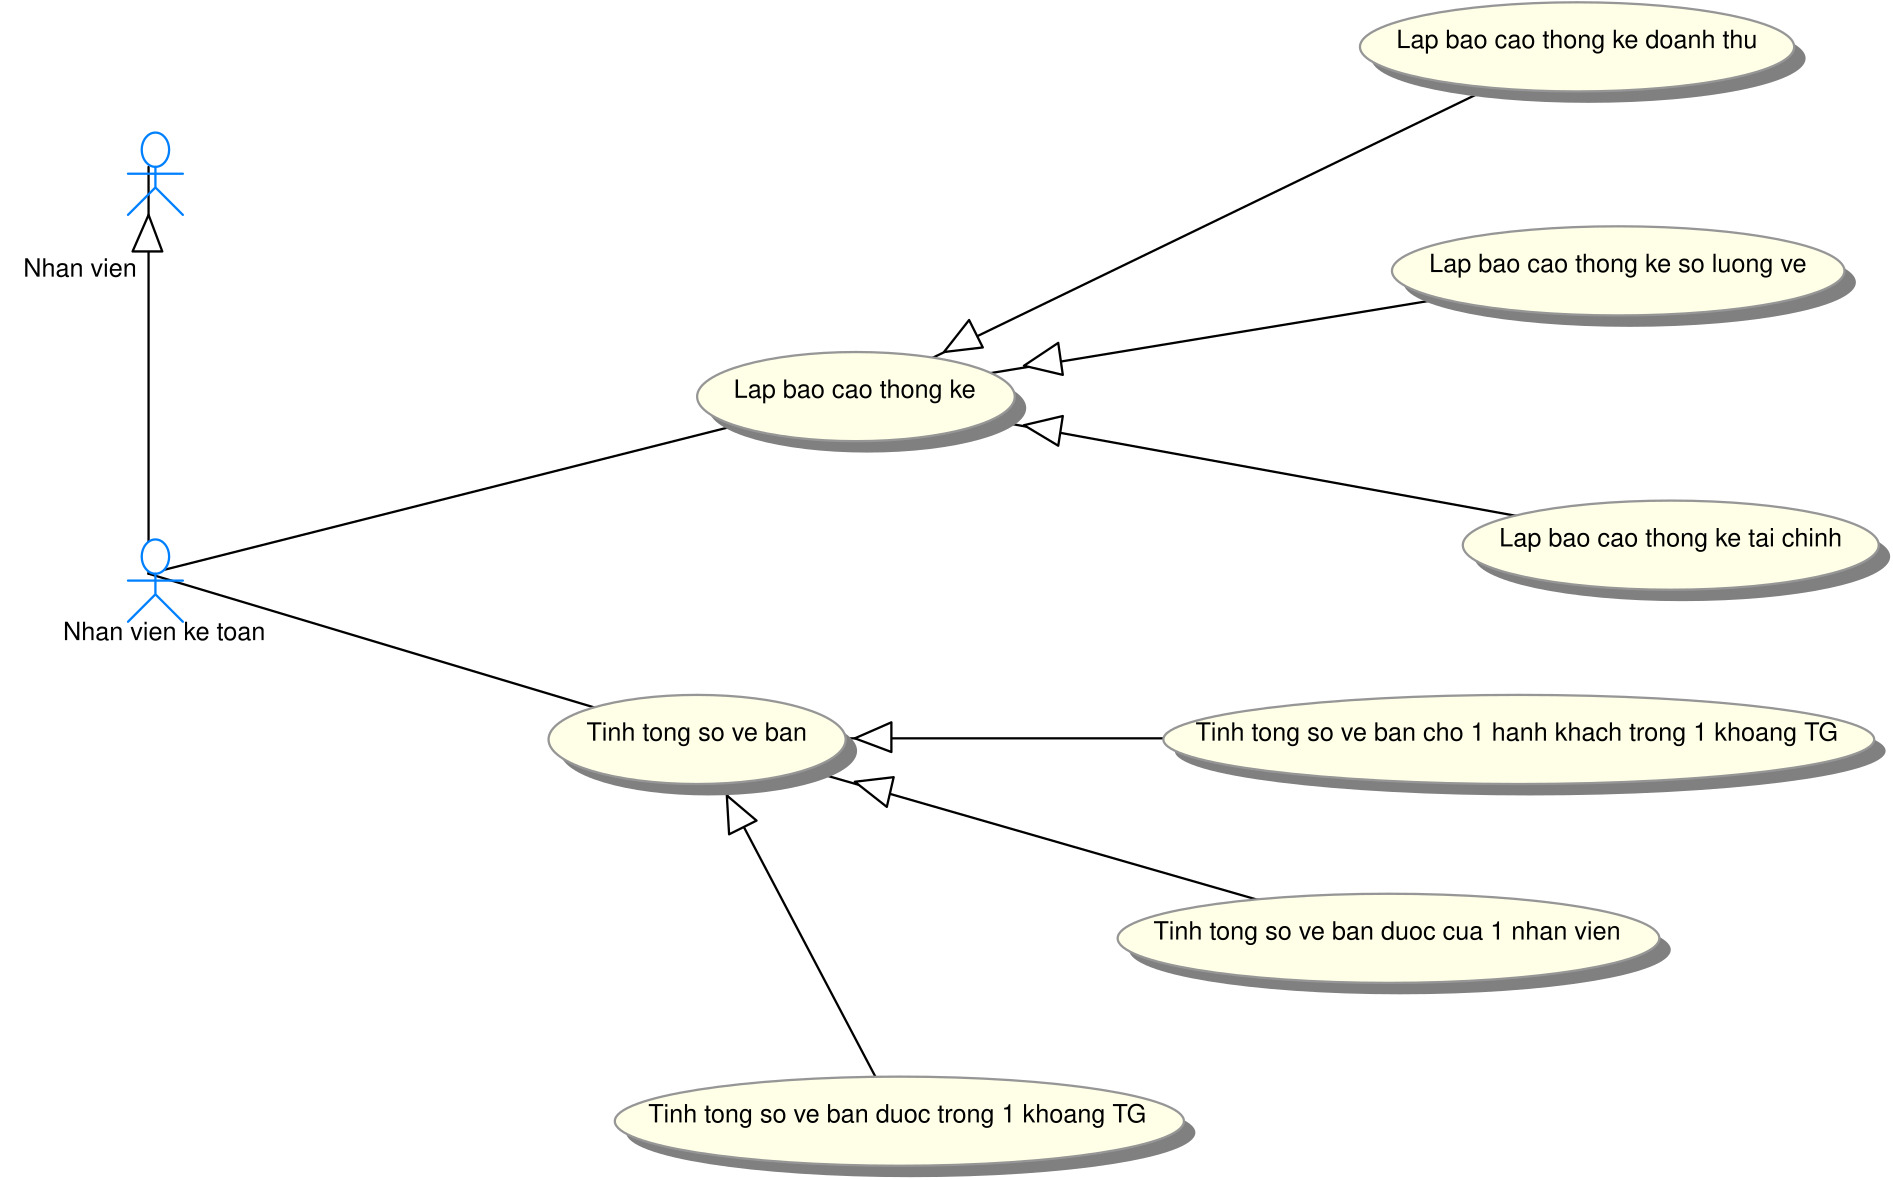 Lap bao cao thong ke doanh thu
Nhan vien
Lap bao cao thong ke so luong ve
Lap bao cao thong ke
Lap bao cao thong ke tai chinh
Nhan vien ke toan
Tinh tong so ve ban
Tinh tong so ve ban cho 1 hanh khach trong 1 khoang TG
Tinh tong so ve ban duoc cua 1 nhan vien
Tinh tong so ve ban duoc trong 1 khoang TG